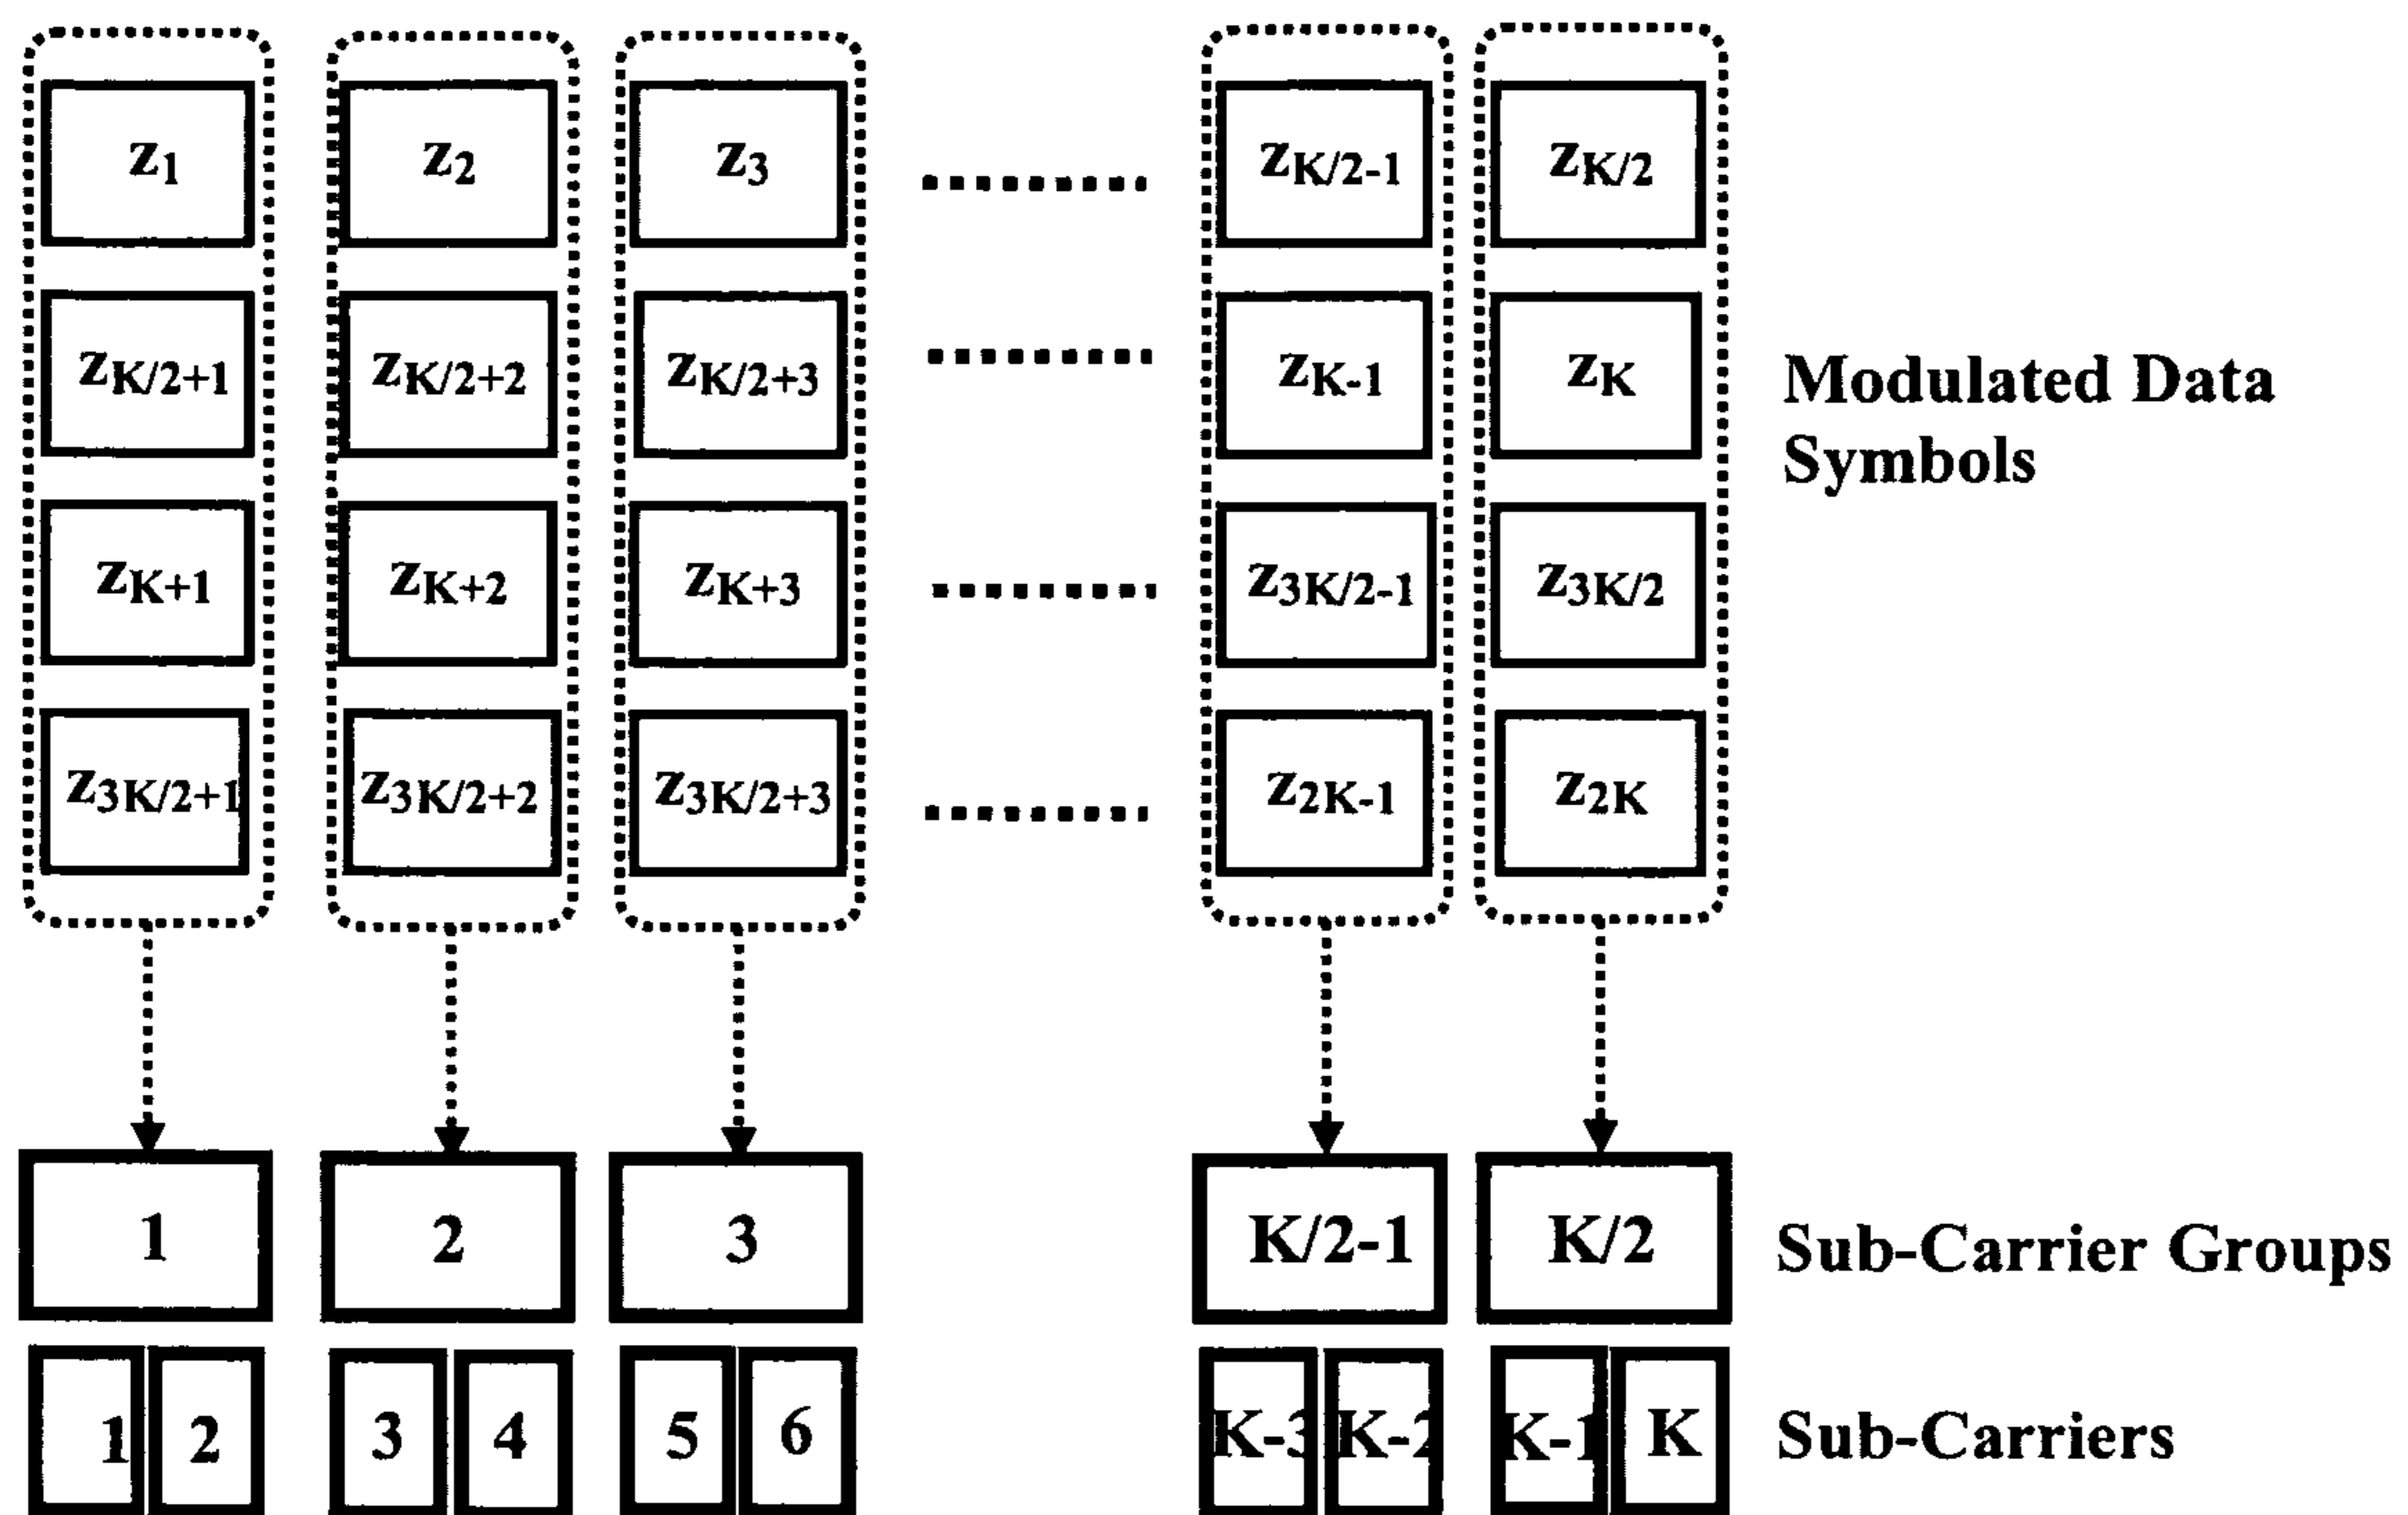 z1 z2 z3 zK/2-1 zK/2
zK/2+1 zK/2+2 zK/2+3 zK-1 zK
Modulated Data
Symbols
zK+1 zK+2 zK+3 z3K/2-1 z3K/2
z3K/2+1 z3K/2+2 z3K/2+3 z2K-1 z2K
1 2 3 K/2-1 K/2 Sub-Carrier Groups
1 2 3 4 5 6 K-3 K-2 K-1 K Sub-Carriers